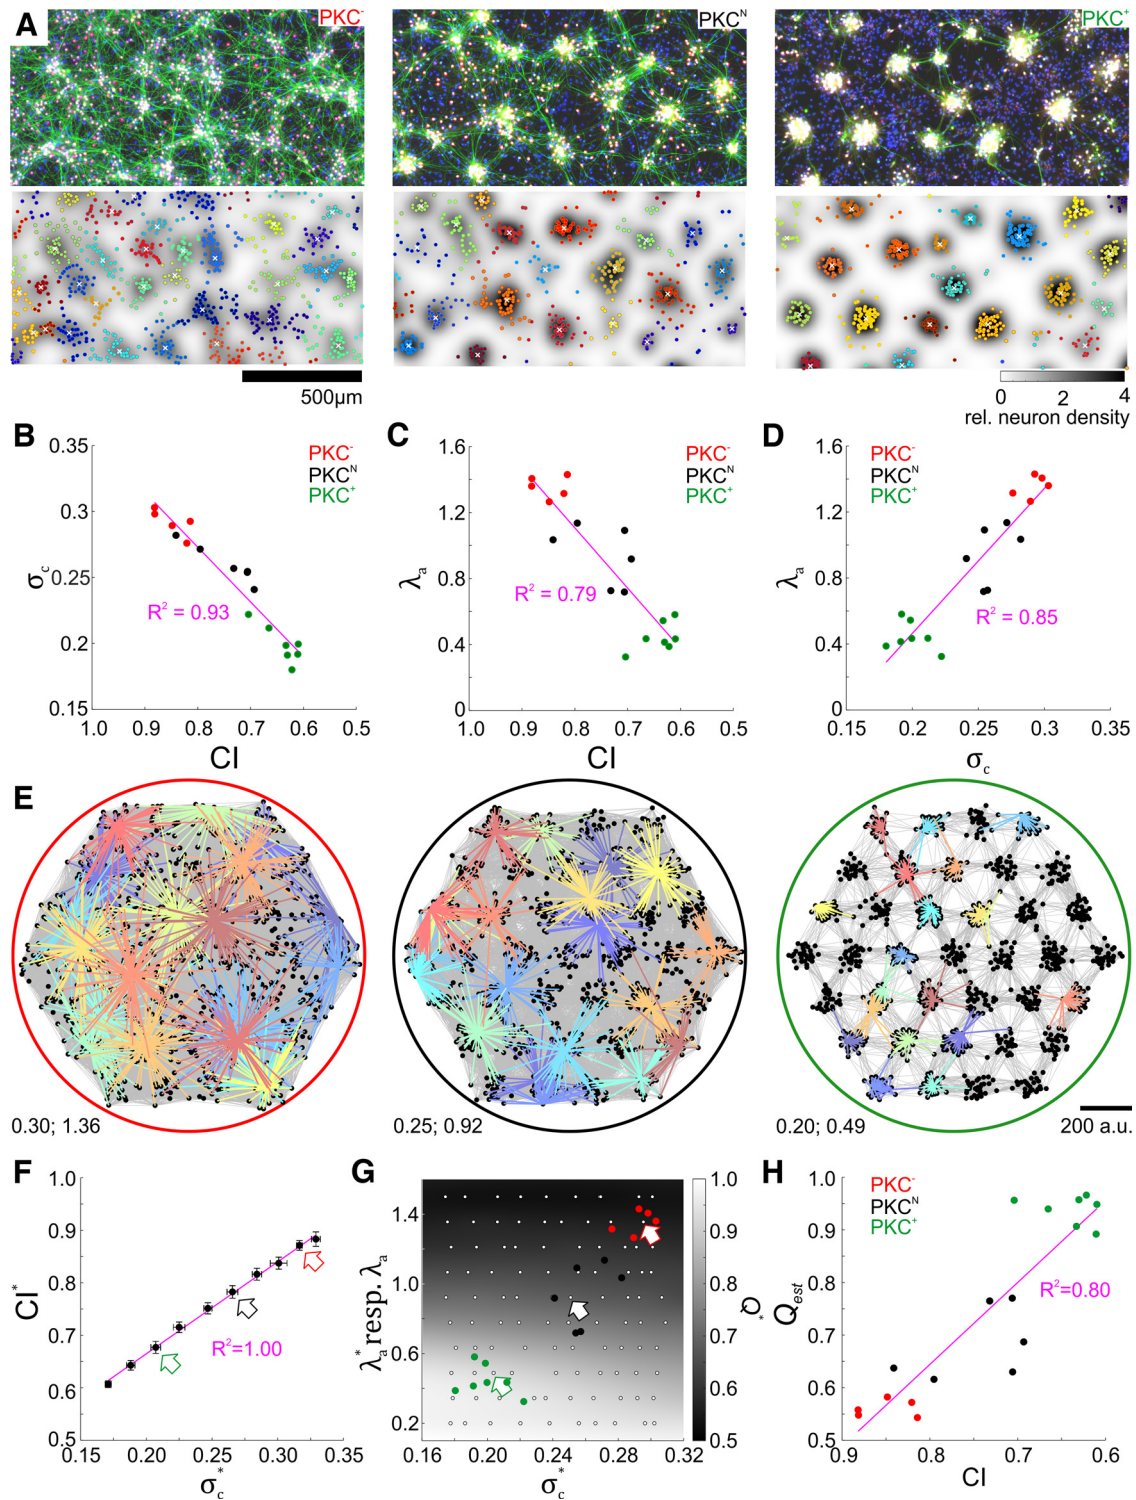 A
PKC⁻
PKCᴺ
PKC⁺
500µm
0 2 4
rel. neuron density
B
0.35
0.3
0.25
0.2
0.15
σc
PKC⁻
PKCᴺ
PKC⁺
R² = 0.93
1.0 0.9 0.8 0.7 0.6 0.5
CI
C
1.6
1.2
0.8
0.4
0
λa
PKC⁻
PKCᴺ
PKC⁺
R² = 0.79
1.0 0.9 0.8 0.7 0.6 0.5
CI
D
1.6
1.2
0.8
0.4
0
λa
PKC⁻
PKCᴺ
PKC⁺
R² = 0.85
0.15 0.2 0.25 0.3 0.35
σc
E
0.30; 1.36
0.25; 0.92
0.20; 0.49
200 a.u.
F
1.0
0.9
0.8
0.7
0.6
0.5
CI*
R²=1.00
0.15 0.20 0.25 0.30 0.35
σc*
G
1.4
1.0
0.6
0.2
λa* resp. λa
0.16 0.20 0.24 0.28 0.32
σc*
1.0
0.9
0.8
0.7
0.6
0.5
Q*
H
1.0
0.9
0.8
0.7
0.6
0.5
Qest
PKC⁻
PKCᴺ
PKC⁺
R²=0.80
0.9 0.8 0.7 0.6
CI